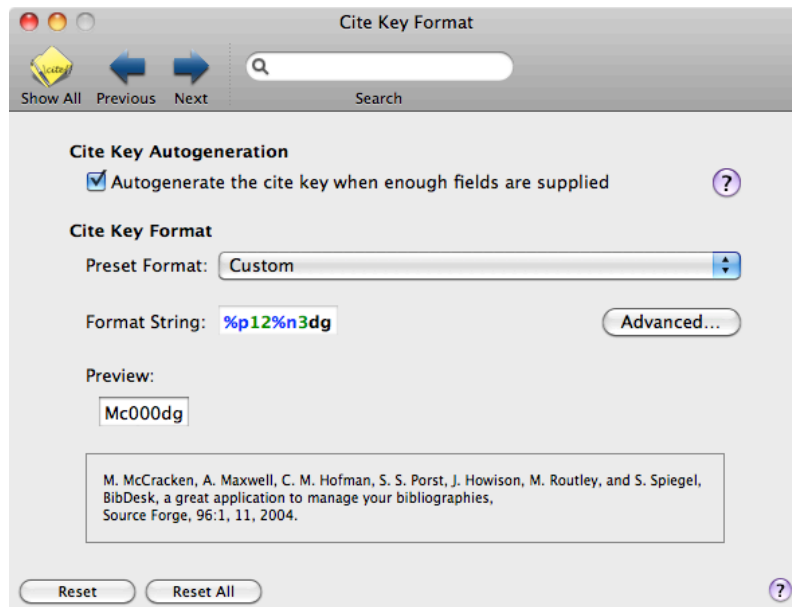 Cite Key Format
Show All Previous Next Search
Cite Key Autogeneration
Autogenerate the cite key when enough fields are supplied ?
Cite Key Format
Preset Format: Custom
Format String: %p12%n3dg Advanced...
Preview:
Mc000dg
M. McCracken, A. Maxwell, C. M. Hofman, S. S. Porst, J. Howison, M. Routley, and S. Spiegel,
BibDesk, a great application to manage your bibliographies,
Source Forge, 96:1, 11, 2004.
Reset Reset All ?